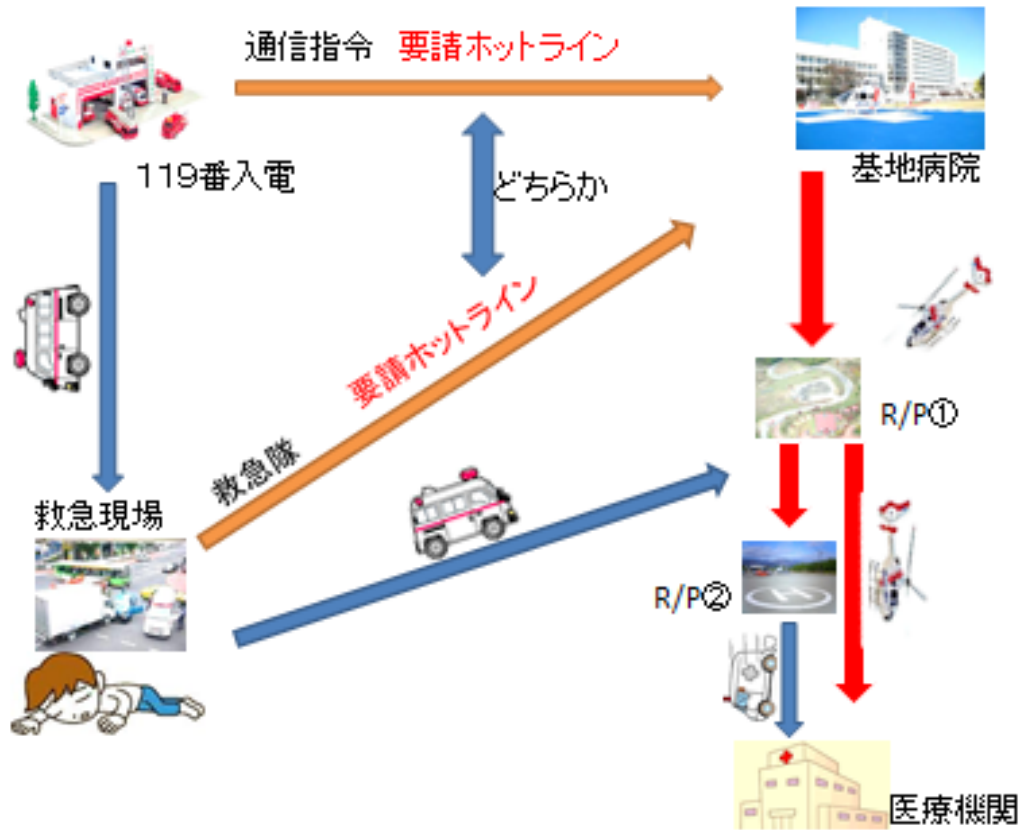 通信指令 要請ホットライン
119番入電
基地病院
どちらか
要請ホットライン
救急隊
R/P①
救急現場
R/P②
H
医療機関